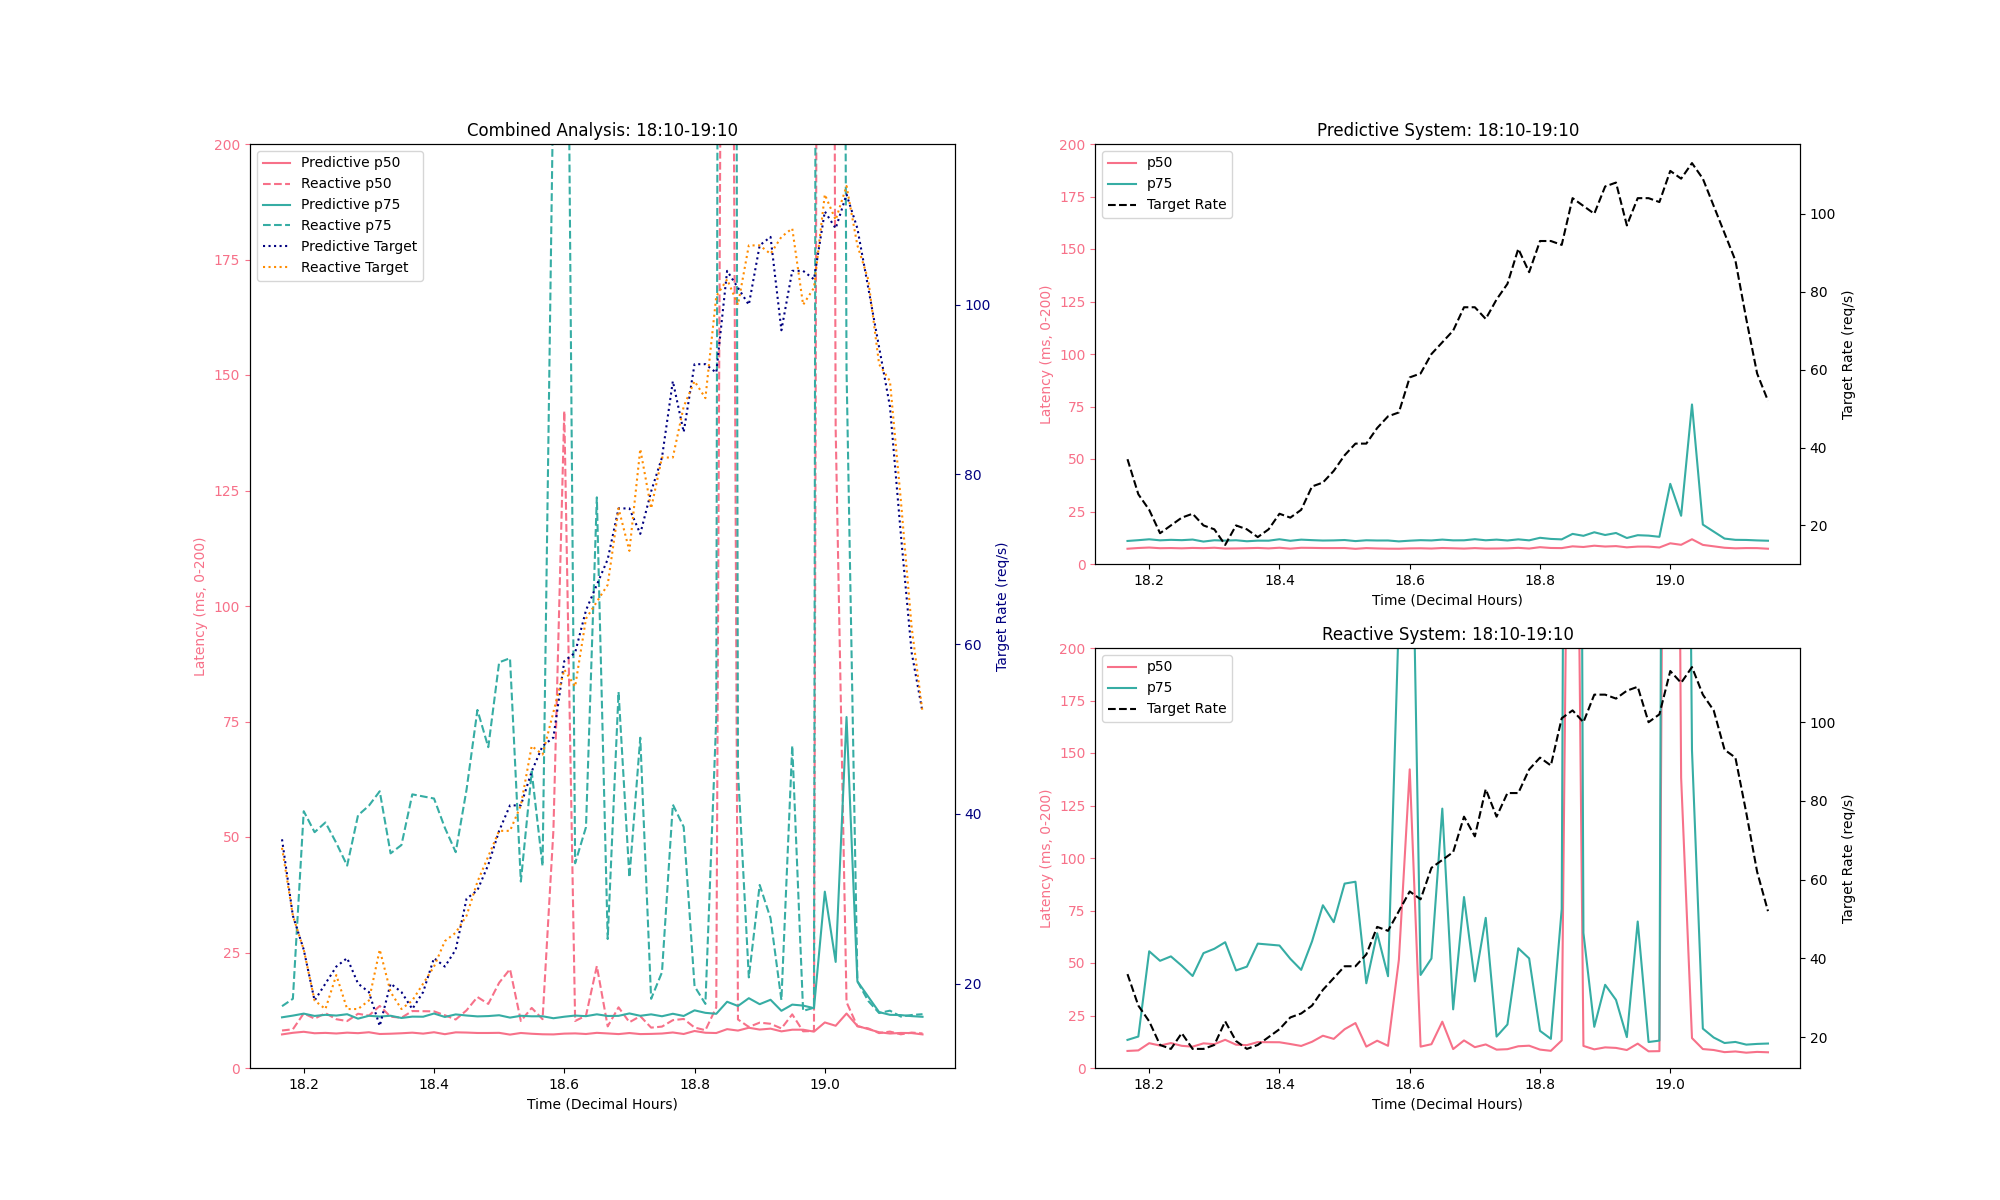 Combined Analysis: 18:10-19:10
Predictive p50
Reactive p50
Predictive p75
Reactive p75
Predictive Target
Reactive Target
200
175
150
125
100
75
50
25
0
Latency (ms, 0-200)
100
80
60
40
20
Target Rate (req/s)
18.2 18.4 18.6 18.8 19.0
Time (Decimal Hours)
Predictive System: 18:10-19:10
p50
p75
Target Rate
200
175
150
125
100
75
50
25
0
Latency (ms, 0-200)
100
80
60
40
20
Target Rate (req/s)
18.2 18.4 18.6 18.8 19.0
Time (Decimal Hours)
Reactive System: 18:10-19:10
p50
p75
Target Rate
200
175
150
125
100
75
50
25
0
Latency (ms, 0-200)
100
80
60
40
20
Target Rate (req/s)
18.2 18.4 18.6 18.8 19.0
Time (Decimal Hours)